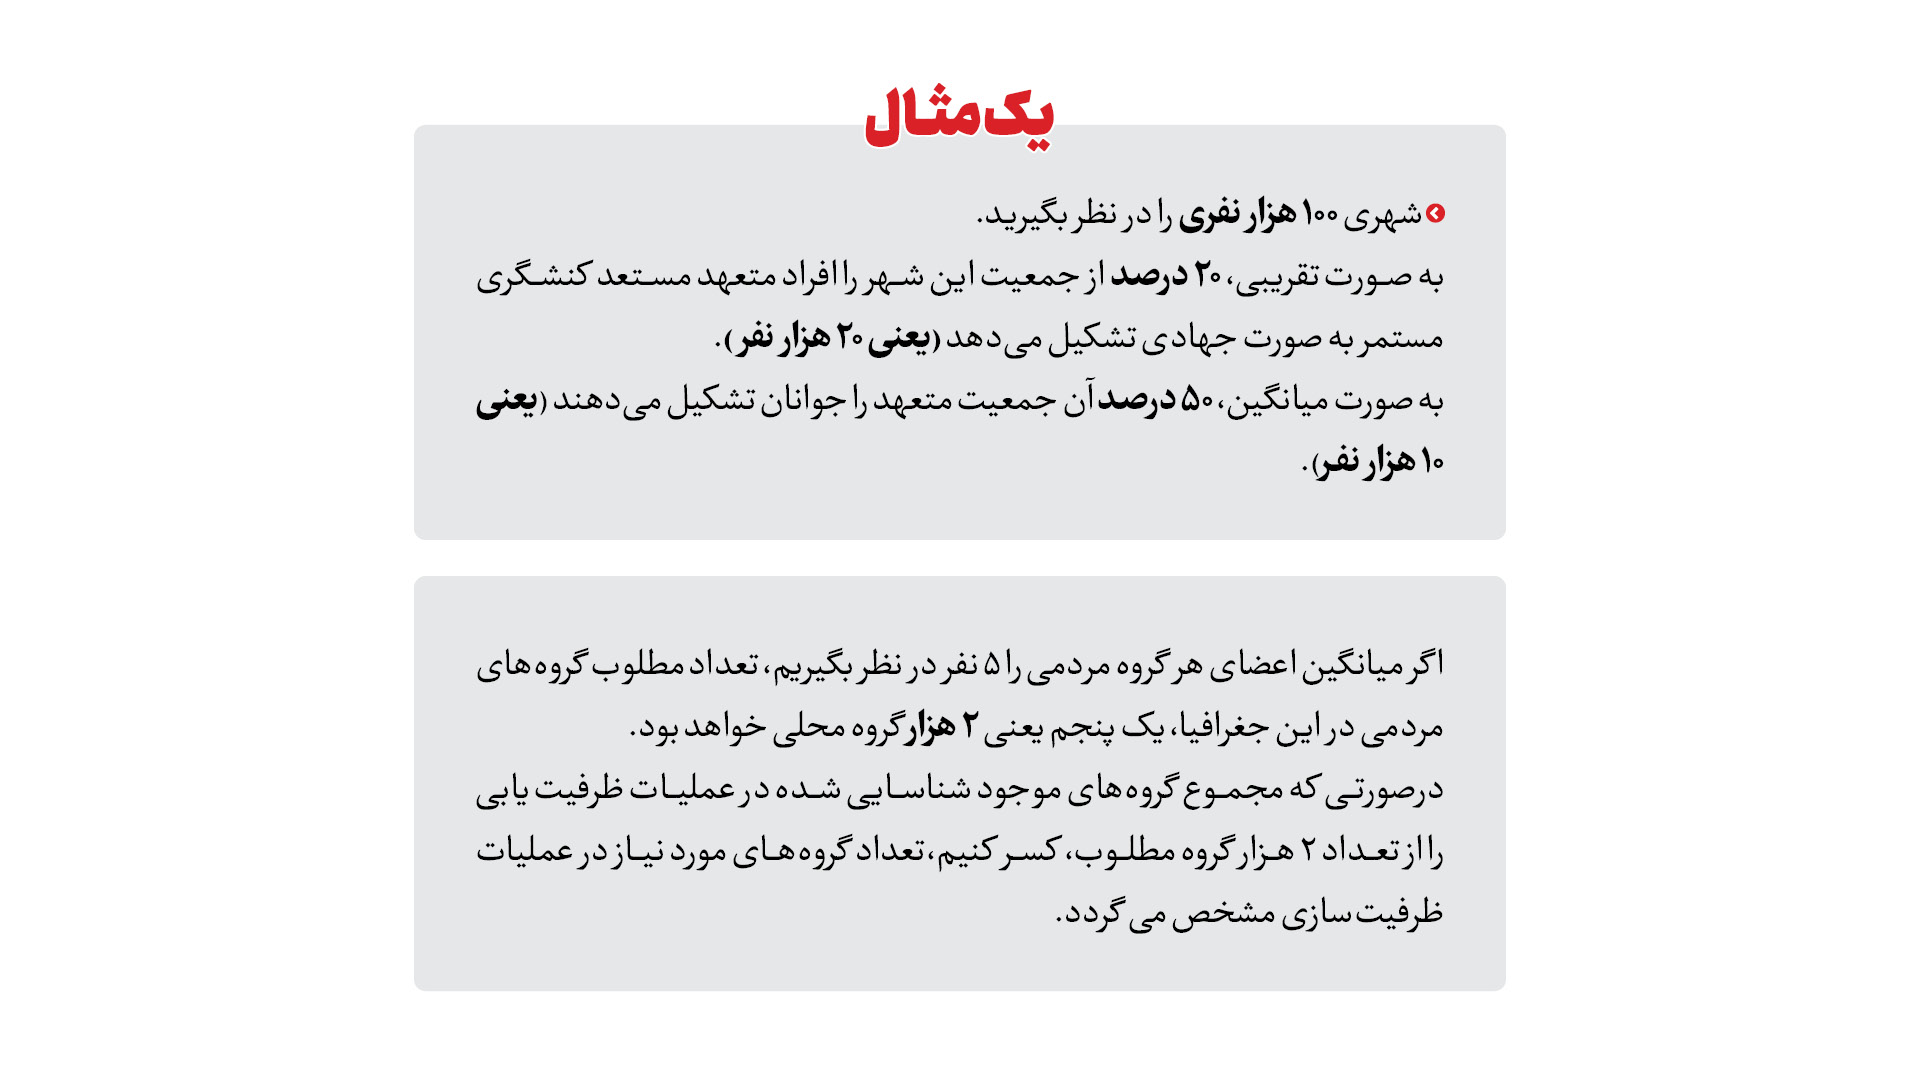 یک‌مثال
شهری ۱۰۰ هزار نفری را در نظر بگیرید.
به صورت تقریبی، ۲۰ درصد از جمعیت این شهر را افراد متعهد مستعد کنشگری
مستمر به صورت جهادی تشکیل می‌دهد (یعنی ۲۰ هزار نفر ).
به صورت میانگین، ۵۰ درصد آن جمعیت متعهد را جوانان تشکیل می‌دهند (یعنی
۱۰ هزار نفر).
اگر میانگین اعضای هر گروه مردمی را ۵ نفر در نظر بگیریم، تعداد مطلوب گروه‌های
مردمی در این جغرافیا، یک پنجم یعنی ۲ هزار گروه محلی خواهد بود.
درصورتی که مجموع گروه‌های موجود شناسایی شده در عملیات ظرفیت یابی
را از تعداد ۲ هزار گروه مطلوب، کسر کنیم، تعداد گروه‌های مورد نیاز در عملیات
ظرفیت‌سازی مشخص می گردد.